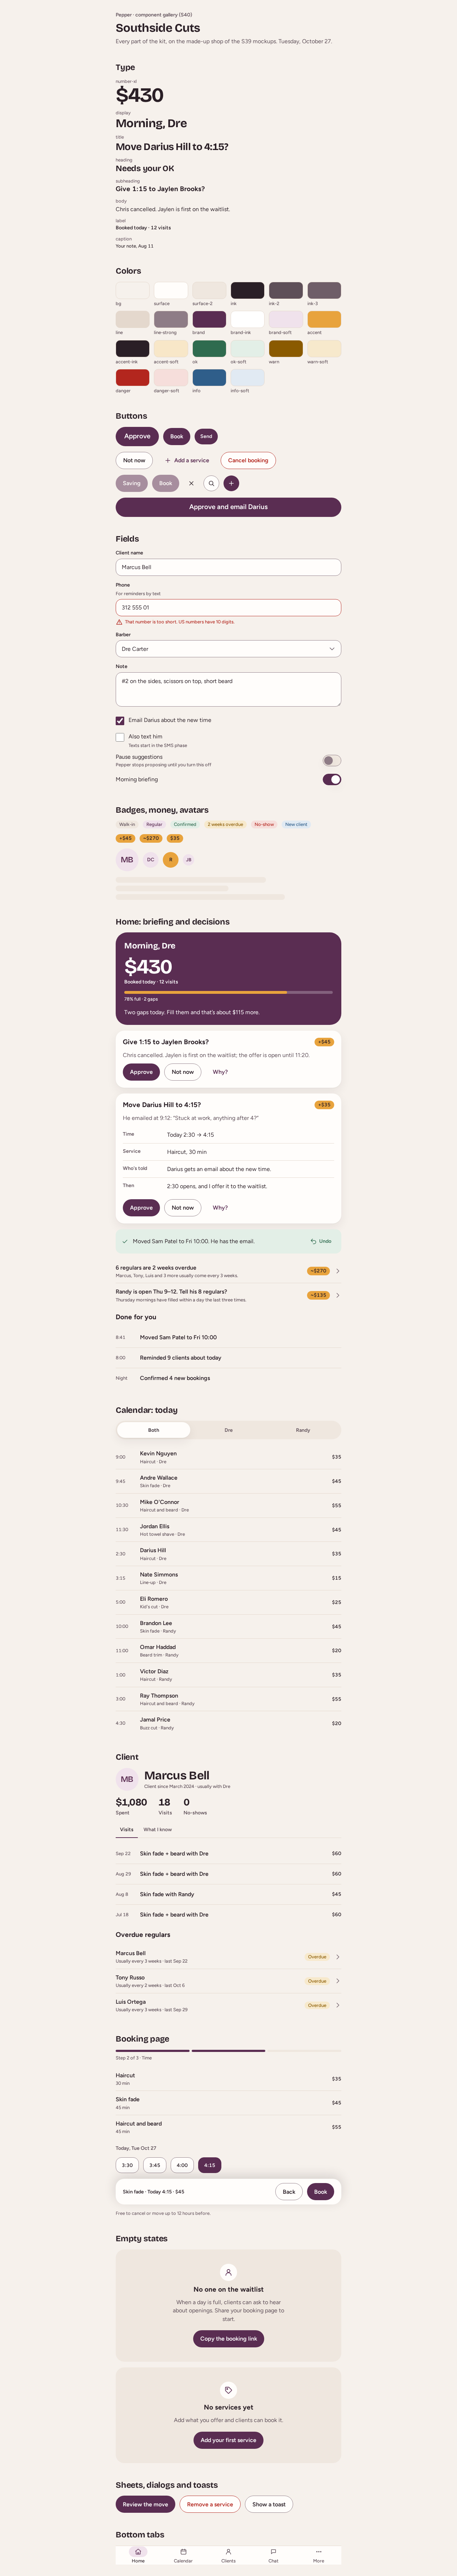 Pepper · component gallery (S40)
Southside Cuts
Every part of the kit, on the made-up shop of the S39 mockups. Tuesday, October 27.
Type
number-xl
$430
display
Morning, Dre
title
Move Darius Hill to 4:15?
heading
Needs your OK
subheading
Give 1:15 to Jaylen Brooks?
body
Chris cancelled. Jaylen is first on the waitlist.
label
Booked today · 12 visits
caption
Your note, Aug 11
Colors
bg surface surface-2 ink ink-2 ink-3
line line-strong brand brand-ink brand-soft accent
accent-ink accent-soft ok ok-soft warn warn-soft
danger danger-soft info info-soft
Buttons
Approve Book Send
Not now Add a service Cancel booking
Saving Book
Approve and email Darius
Fields
Client name
Marcus Bell
Phone
For reminders by text
312 555 01
That number is too short. US numbers have 10 digits.
Barber
Dre Carter
Note
#2 on the sides, scissors on top, short beard
Email Darius about the new time
Also text him
Texts start in the SMS phase
Pause suggestions
Pepper stops proposing until you turn this off
Morning briefing
Badges, money, avatars
Walk-in Regular Confirmed 2 weeks overdue No-show New client
+$45 ~$270 $35
MB DC R JB
Home: briefing and decisions
Morning, Dre
$430
Booked today · 12 visits
78% full · 2 gaps
Two gaps today. Fill them and that's about $115 more.
Give 1:15 to Jaylen Brooks?
+$45
Chris cancelled. Jaylen is first on the waitlist; the offer is open until 11:20.
Approve Not now Why?
Move Darius Hill to 4:15?
+$35
He emailed at 9:12: "Stuck at work, anything after 4?"
Time Today 2:30 → 4:15
Service Haircut, 30 min
Who's told Darius gets an email about the new time.
Then 2:30 opens, and I offer it to the waitlist.
Approve Not now Why?
Moved Sam Patel to Fri 10:00. He has the email. Undo
6 regulars are 2 weeks overdue
Marcus, Tony, Luis and 3 more usually come every 3 weeks.
~$270
Randy is open Thu 9–12. Tell his 8 regulars?
Thursday mornings have filled within a day the last three times.
~$135
Done for you
8:41 Moved Sam Patel to Fri 10:00
8:00 Reminded 9 clients about today
Night Confirmed 4 new bookings
Calendar: today
Both Dre Randy
9:00 Kevin Nguyen $35
Haircut · Dre
9:45 Andre Wallace $45
Skin fade · Dre
10:30 Mike O'Connor $55
Haircut and beard · Dre
11:30 Jordan Ellis $45
Hot towel shave · Dre
2:30 Darius Hill $35
Haircut · Dre
3:15 Nate Simmons $15
Line-up · Dre
5:00 Eli Romero $25
Kid's cut · Dre
10:00 Brandon Lee $45
Skin fade · Randy
11:00 Omar Haddad $20
Beard trim · Randy
1:00 Victor Diaz $35
Haircut · Randy
3:00 Ray Thompson $55
Haircut and beard · Randy
4:30 Jamal Price $20
Buzz cut · Randy
Client
MB
Marcus Bell
Client since March 2024 · usually with Dre
$1,080 18 0
Spent Visits No-shows
Visits What I know
Sep 22 Skin fade + beard with Dre $60
Aug 29 Skin fade + beard with Dre $60
Aug 8 Skin fade with Randy $45
Jul 18 Skin fade + beard with Dre $60
Overdue regulars
Marcus Bell
Usually every 3 weeks · last Sep 22
Overdue
Tony Russo
Usually every 2 weeks · last Oct 6
Overdue
Luis Ortega
Usually every 3 weeks · last Sep 29
Overdue
Booking page
Step 2 of 3 · Time
Haircut $35
30 min
Skin fade $45
45 min
Haircut and beard $55
45 min
Today, Tue Oct 27
3:30 3:45 4:00 4:15
Skin fade · Today 4:15 · $45 Back Book
Free to cancel or move up to 12 hours before.
Empty states
No one on the waitlist
When a day is full, clients can ask to hear
about openings. Share your booking page to
start.
Copy the booking link
No services yet
Add what you offer and clients can book it.
Add your first service
Sheets, dialogs and toasts
Review the move Remove a service Show a toast
Bottom tabs
Home Calendar Clients Chat More